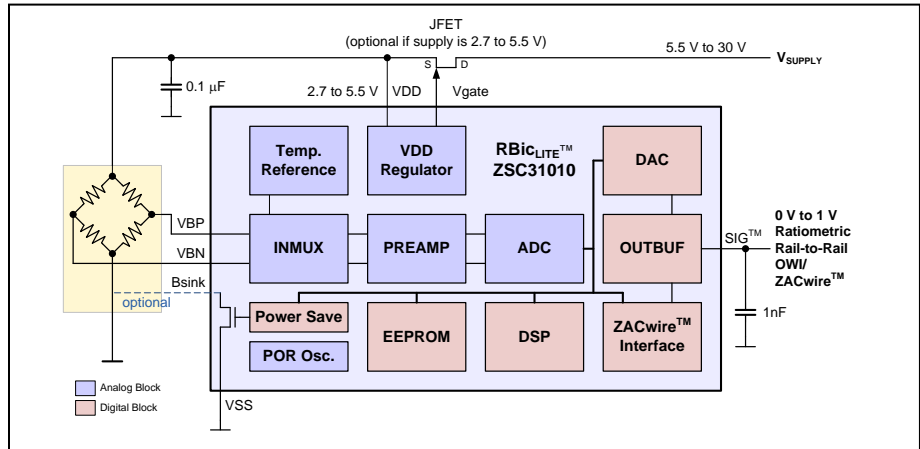 JFET
(optional if supply is 2.7 to 5.5 V)
5.5 V to 30 V
VSUPPLY
S
D
0.1 µF
2.7 to 5.5 V
VDD
Vgate
Temp.
Reference
VDD
Regulator
RBicLITE™
ZSC31010
DAC
VBP
VBN
INMUX
PREAMP
ADC
OUTBUF
SIG™
0 V to 1 V
Ratiometric
Rail-to-Rail
OWI/
ZACwire™
Bsink
optional
Power Save
EEPROM
DSP
ZACwire™
Interface
1nF
POR Osc.
Analog Block
Digital Block
VSS